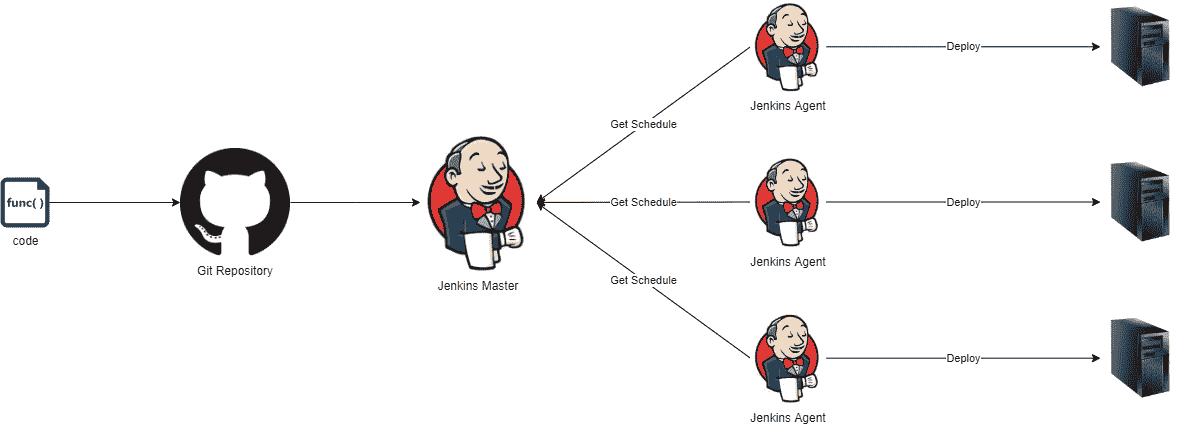 func( )
code
Git Repository
Jenkins Master
Get Schedule
Get Schedule
Get Schedule
Jenkins Agent
Deploy
Jenkins Agent
Deploy
Jenkins Agent
Deploy